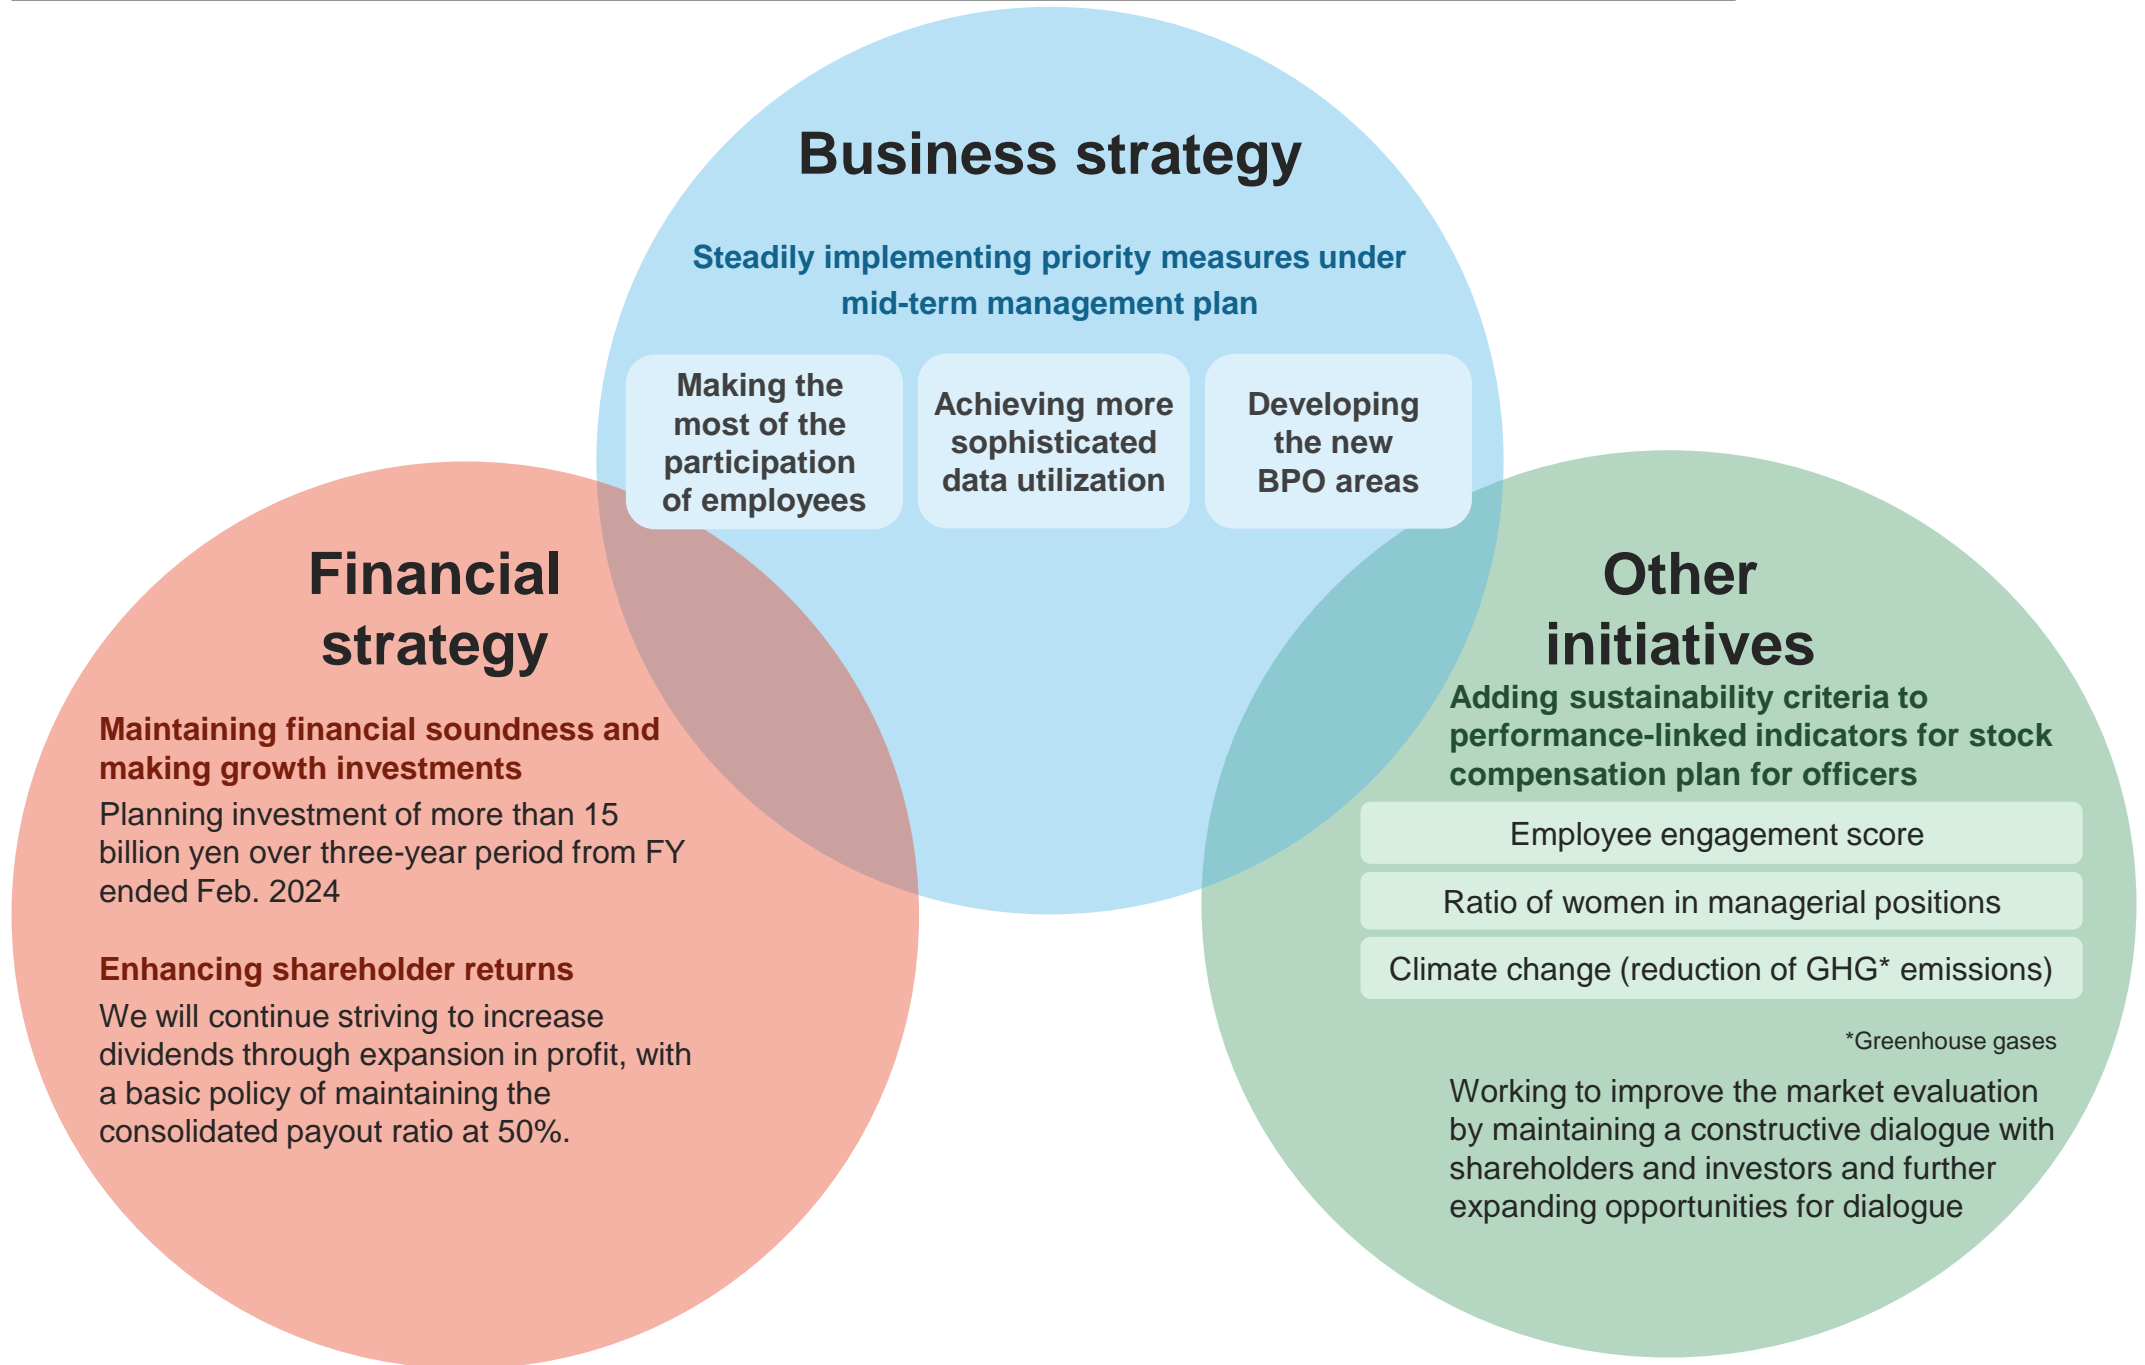 Business strategy
Steadily implementing priority measures under
mid-term management plan
Making the
most of the
participation
of employees
Achieving more
sophisticated
data utilization
Developing
the new
BPO areas
Financial
strategy
Maintaining financial soundness and
making growth investments
Planning investment of more than 15
billion yen over three-year period from FY
ended Feb. 2024
Enhancing shareholder returns
We will continue striving to increase
dividends through expansion in profit, with
a basic policy of maintaining the
consolidated payout ratio at 50%.
Other
initiatives
Adding sustainability criteria to
performance-linked indicators for stock
compensation plan for officers
Employee engagement score
Ratio of women in managerial positions
Climate change (reduction of GHG* emissions)
*Greenhouse gases
Working to improve the market evaluation
by maintaining a constructive dialogue with
shareholders and investors and further
expanding opportunities for dialogue